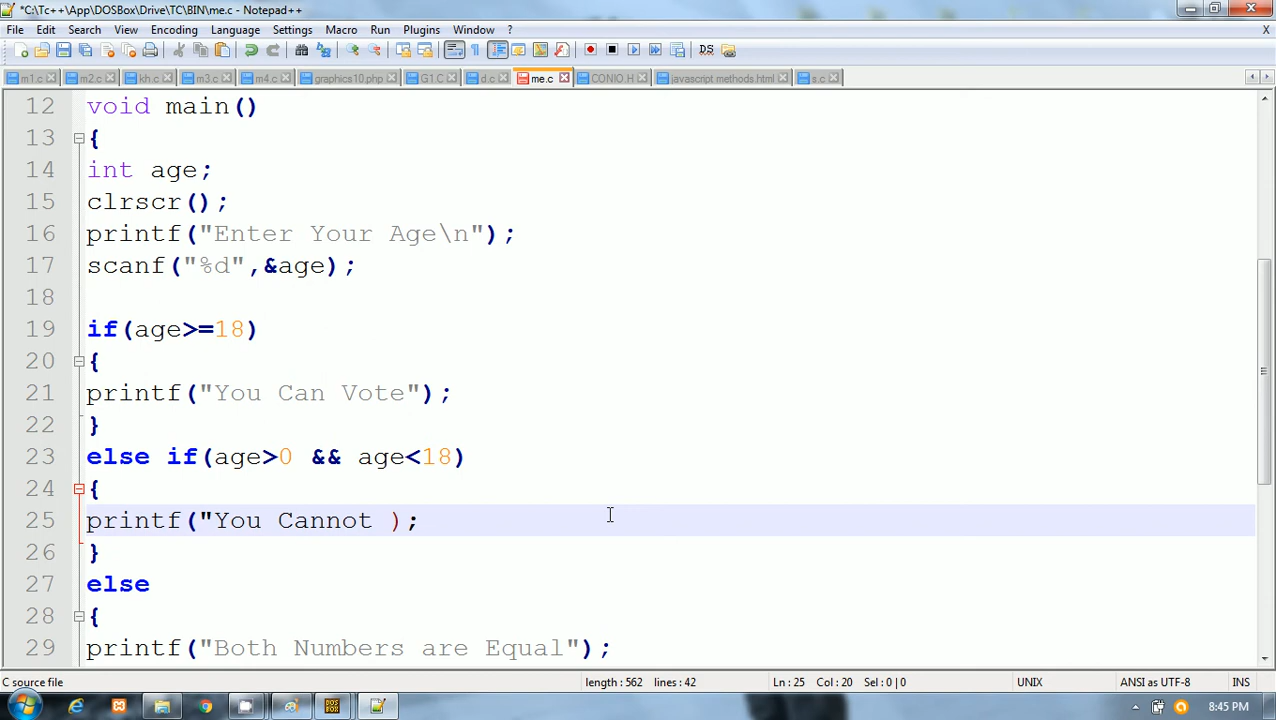 *C:\Tc++\App\DOSBox\Drive\TC\BIN\me.c - Notepad++
File Edit Search View Encoding Language Settings Macro Run Plugins Window ? X
m1.c m2.c kh.c m3.c m4.c graphics10.php G1.C d.c me.c CONIO.H javascript methods.html s.c
12 void main()
13 {
14 int age;
15 clrscr();
16 printf("Enter Your Age\n");
17 scanf("%d",&age);
18
19 if(age>=18)
20 {
21 printf("You Can Vote");
22 }
23 else if(age>0 && age<18)
24 {
25 printf("You Cannot );
26 }
27 else
28 {
29 printf("Both Numbers are Equal");
C source file length : 562 lines : 42 Ln : 25 Col : 20 Sel : 0 | 0 UNIX ANSI as UTF-8 INS
8:45 PM